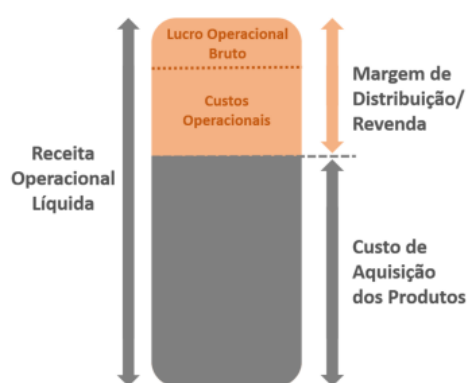 Lucro Operacional
Bruto
Custos
Operacionais
Receita
Operacional
Líquida
Margem de
Distribuição/
Revenda
Custo de
Aquisição
dos Produtos